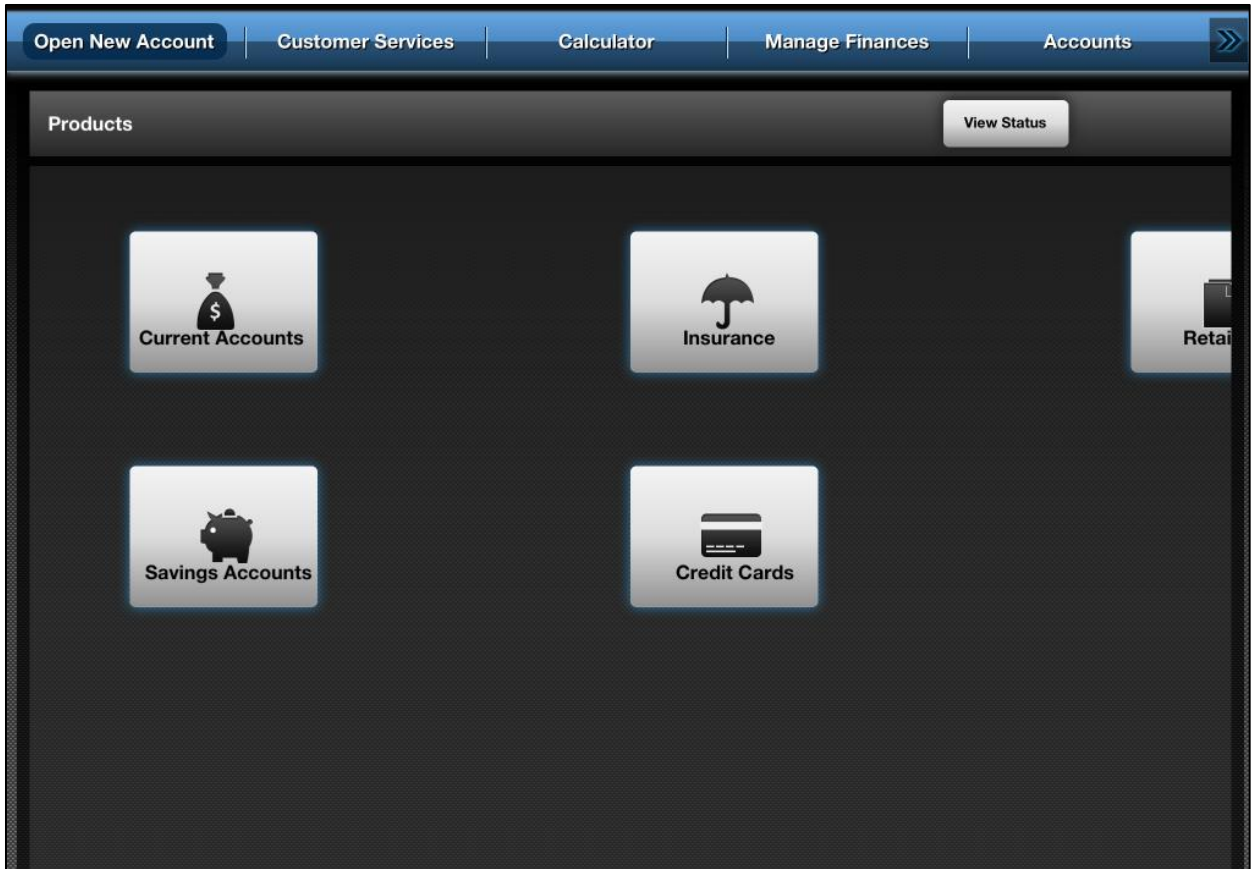 Open New Account
Customer Services
Calculator
Manage Finances
Accounts
Products
View Status
$
Current Accounts
Insurance
Savings Accounts
Credit Cards